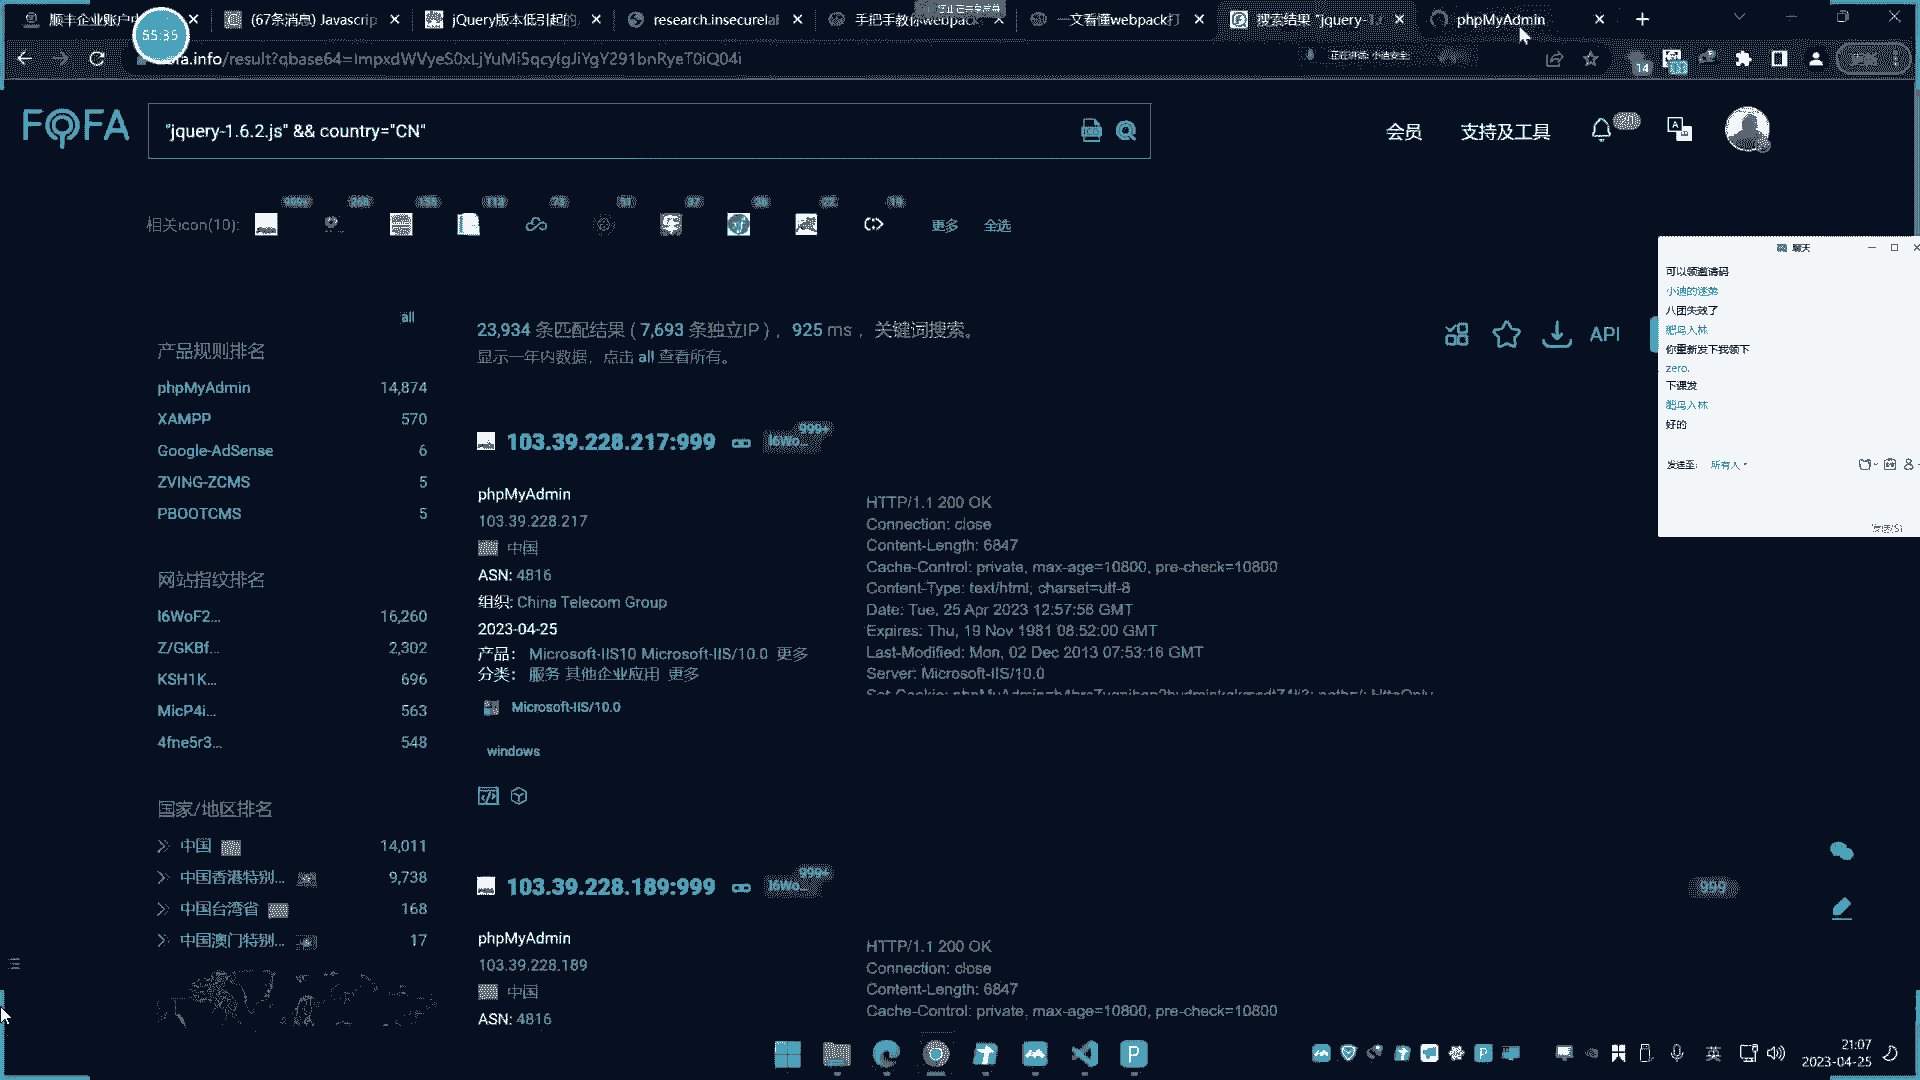 顺丰企业账户
(67条消息) Javascrip
jQuery版本低引起的
research.insecurelal
手把手教你webpack
一文看懂webpack打
搜索结果 "jquery-1.6
phpMyAdmin
55:35
fa.info/result?qbase64=ImpxdWVyeS0xLjYuMi5qcyIgJiYgY291bnRyeT0iQ04i
正在讲话: 小迪安全
14
FOFA
"jquery-1.6.2.js" && country="CN"
会员
支持及工具
相关icon(10):
999+
113
更多
全选
all
23,934 条匹配结果 ( 7,693 条独立IP ) ，925 ms ，关键词搜索。
显示一年内数据，点击 all 查看所有。
API
产品规则排名
phpMyAdmin 14,874
XAMPP 570
Google-AdSense 6
ZVING-ZCMS 5
PBOOTCMS 5
网站指纹排名
I6WoF2... 16,260
Z/GKBf... 2,302
KSH1K... 696
MicP4i... 563
4fne5r3... 548
国家/地区排名
中国 14,011
中国香港特别... 9,738
中国台湾省 168
中国澳门特别... 17
103.39.228.217:999
I6Wo...
999+
phpMyAdmin
103.39.228.217
中国
ASN: 4816
组织: China Telecom Group
2023-04-25
产品： Microsoft-IIS10 Microsoft-IIS/10.0 更多
分类： 服务 其他企业应用 更多
Microsoft-IIS/10.0
windows
HTTP/1.1 200 OK
Connection: close
Content-Length: 6847
Cache-Control: private, max-age=10800, pre-check=10800
Content-Type: text/html; charset=utf-8
Date: Tue, 25 Apr 2023 12:57:56 GMT
Expires: Thu, 19 Nov 1981 08:52:00 GMT
Last-Modified: Mon, 02 Dec 2013 07:53:16 GMT
Server: Microsoft-IIS/10.0
103.39.228.189:999
I6Wo...
999+
999
phpMyAdmin
103.39.228.189
中国
ASN: 4816
HTTP/1.1 200 OK
Connection: close
Content-Length: 6847
Cache-Control: private, max-age=10800, pre-check=10800
聊天
可以领邀请码
小迪的迷弟
八团失效了
肥鸟入林
你重新发下我领下
zero.
下课发
肥鸟入林
好的
发送至: 所有人
发送(S)
英
21:07
2023-04-25